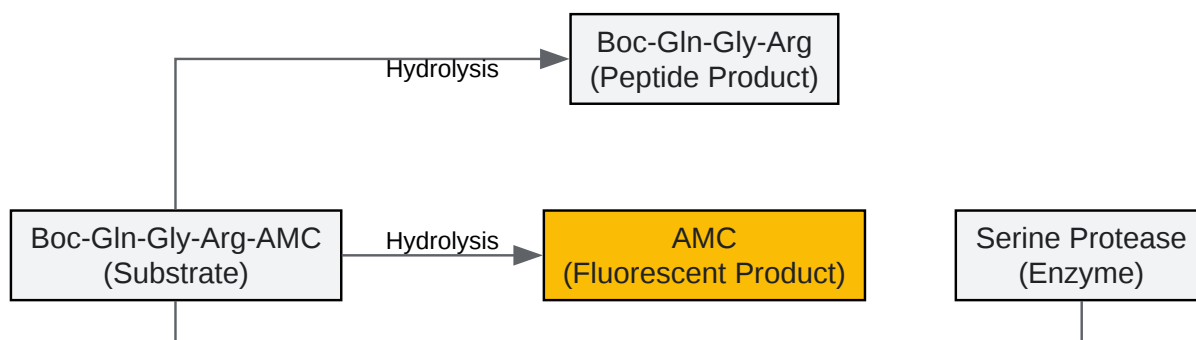 Boc-Gln-Gly-Arg
(Peptide Product)
Hydrolysis
Boc-Gln-Gly-Arg-AMC
(Substrate)
Hydrolysis
AMC
(Fluorescent Product)
Serine Protease
(Enzyme)